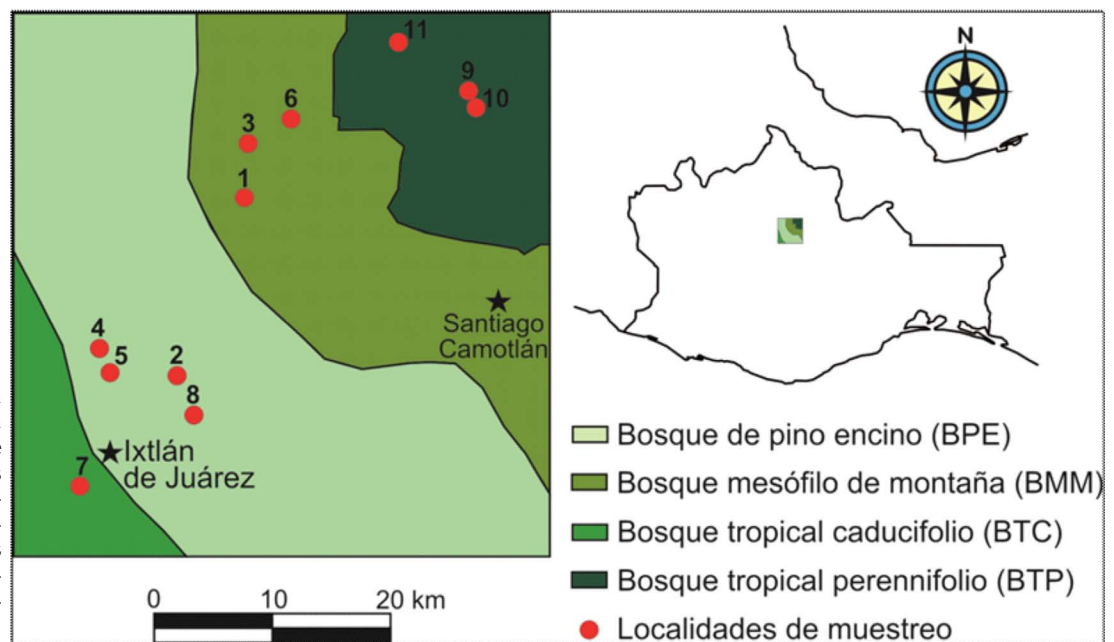 11
9
10
6
3
1
Santiago
Camotlán
4
5
2
8
Ixtlán
de Juárez
7
0 10 20 km
N
Bosque de pino encino (BPE)
Bosque mesófilo de montaña (BMM)
Bosque tropical caducifolio (BTC)
Bosque tropical perennifolio (BTP)
Localidades de muestreo